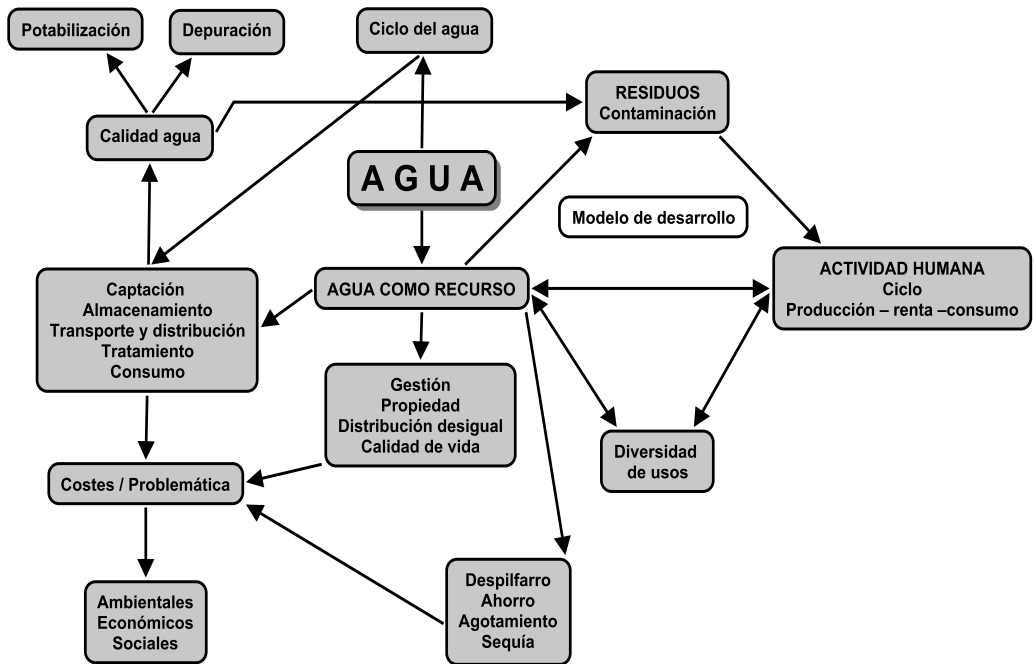 Potabilización
Depuración
Ciclo del agua
RESIDUOS
Contaminación
Calidad agua
AGUA
Modelo de desarrollo
Captación
Almacenamiento
Transporte y distribución
Tratamiento
Consumo
AGUA COMO RECURSO
ACTIVIDAD HUMANA
Ciclo
Producción – renta –consumo
Gestión
Propiedad
Distribución desigual
Calidad de vida
Diversidad
de usos
Costes / Problemática
Despilfarro
Ahorro
Agotamiento
Sequía
Ambientales
Económicos
Sociales